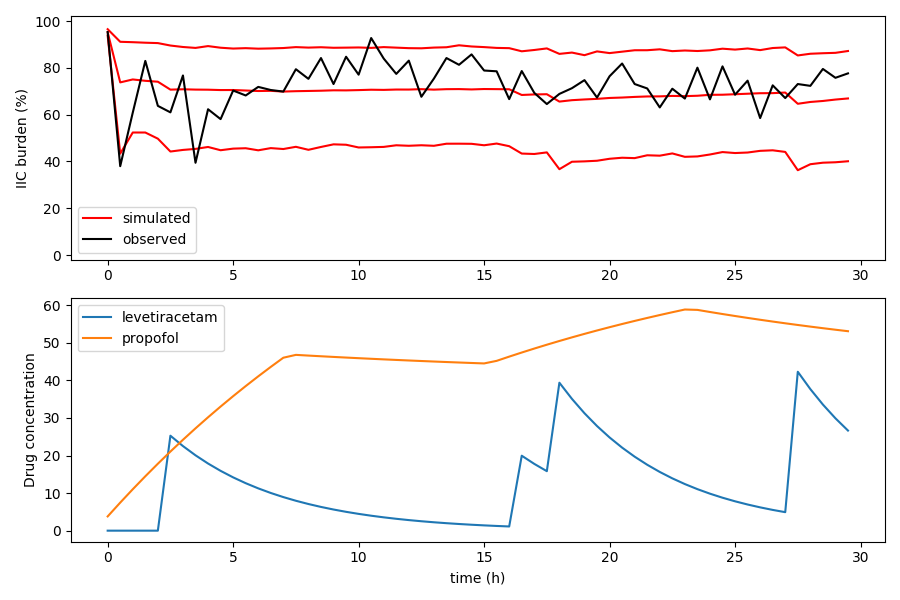 100
80
60
40
20
0
IIC burden (%)
simulated
observed
0 5 10 15 20 25 30
60
50
40
30
20
10
0
Drug concentration
levetiracetam
propofol
0 5 10 15 20 25 30
time (h)